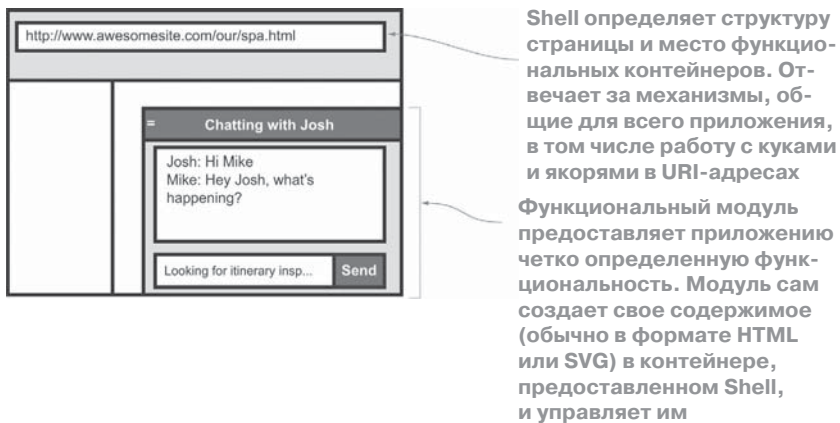 http://www.awesomesite.com/our/spa.html
= Chatting with Josh
Josh: Hi Mike
Mike: Hey Josh, what's
happening?
Looking for itinerary insp... Send
Shell определяет структуру
страницы и место функцио-
нальных контейнеров. От-
вечает за механизмы, об-
щие для всего приложения,
в том числе работу с куками
и якорями в URI-адресах
Функциональный модуль
предоставляет приложению
четко определенную функ-
циональность. Модуль сам
создает свое содержимое
(обычно в формате HTML
или SVG) в контейнере,
предоставленном Shell,
и управляет им